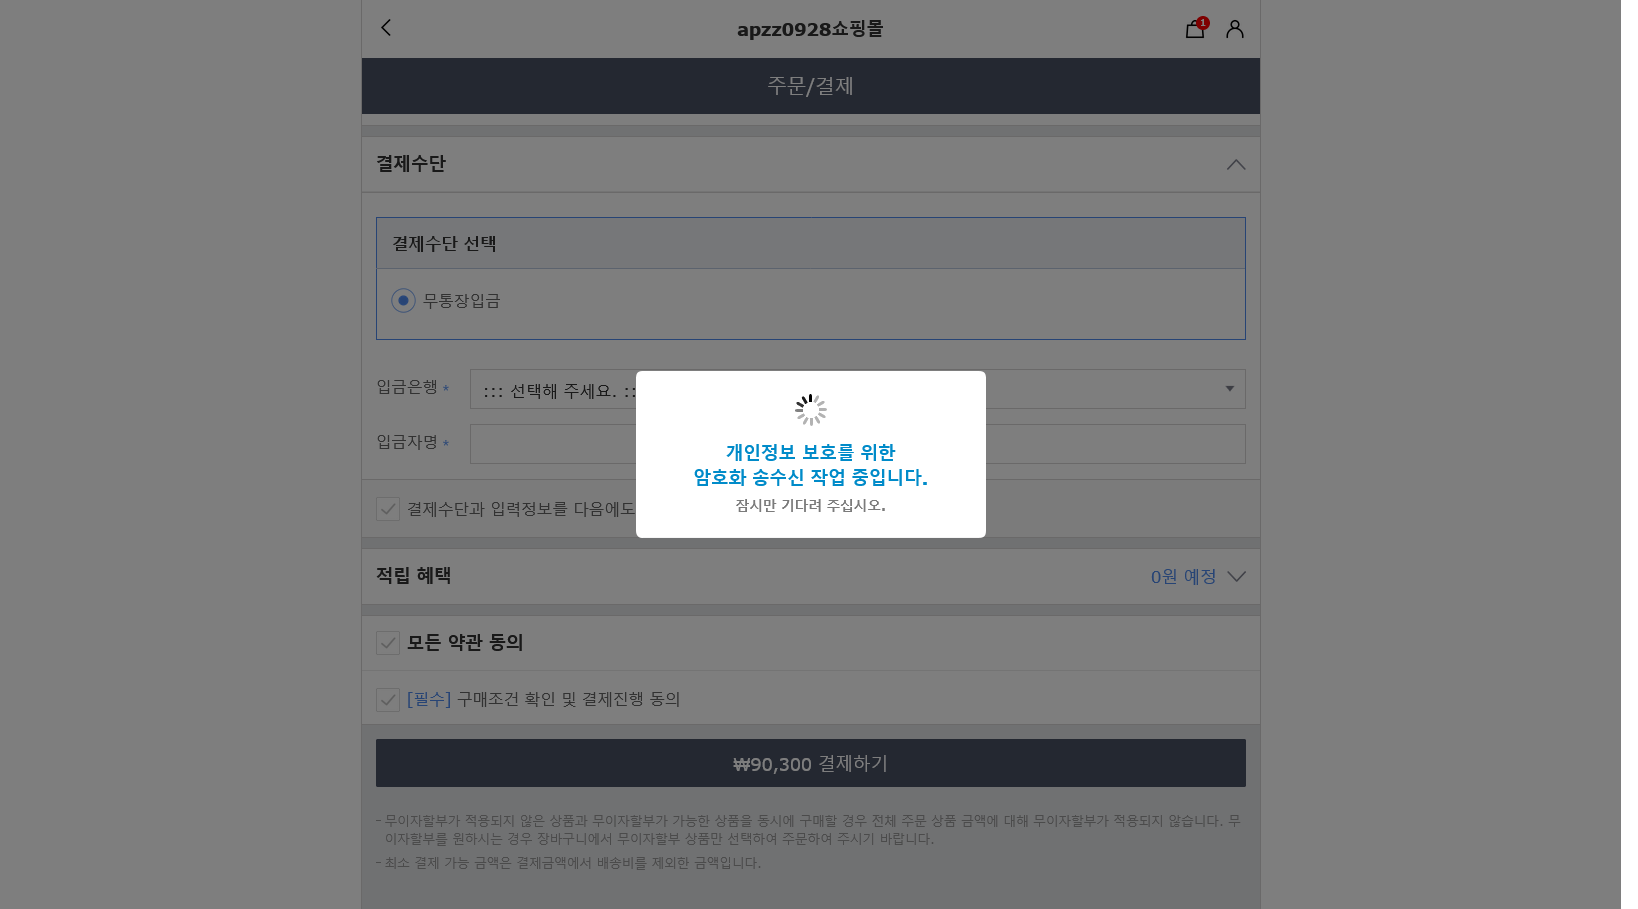 apzz0928쇼핑몰
1
주문/결제
결제수단
결제수단 선택
무통장입금
입금은행 *
::: 선택해 주세요. ::
입금자명 *
개인정보 보호를 위한
암호화 송수신 작업 중입니다.
잠시만 기다려 주십시오.
결제수단과 입력정보를 다음에도
적립 혜택
0원 예정
모든 약관 동의
[필수] 구매조건 확인 및 결제진행 동의
₩90,300 결제하기
- 무이자할부가 적용되지 않은 상품과 무이자할부가 가능한 상품을 동시에 구매할 경우 전체 주문 상품 금액에 대해 무이자할부가 적용되지 않습니다. 무
이자할부를 원하시는 경우 장바구니에서 무이자할부 상품만 선택하여 주문하여 주시기 바랍니다.
- 최소 결제 가능 금액은 결제금액에서 배송비를 제외한 금액입니다.